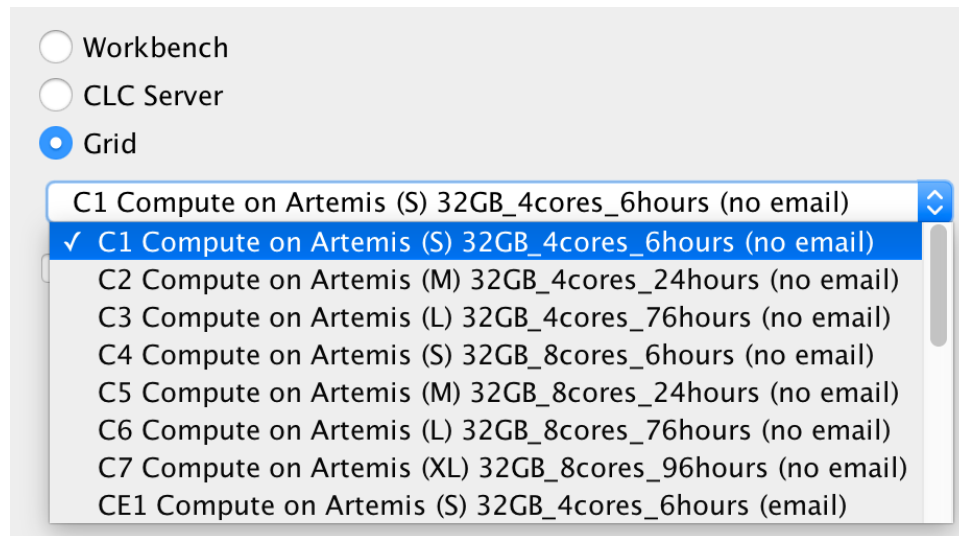 Workbench
CLC Server
Grid
C1 Compute on Artemis (S) 32GB_4cores_6hours (no email)
✓ C1 Compute on Artemis (S) 32GB_4cores_6hours (no email)
C2 Compute on Artemis (M) 32GB_4cores_24hours (no email)
C3 Compute on Artemis (L) 32GB_4cores_76hours (no email)
C4 Compute on Artemis (S) 32GB_8cores_6hours (no email)
C5 Compute on Artemis (M) 32GB_8cores_24hours (no email)
C6 Compute on Artemis (L) 32GB_8cores_76hours (no email)
C7 Compute on Artemis (XL) 32GB_8cores_96hours (no email)
CE1 Compute on Artemis (S) 32GB_4cores_6hours (email)